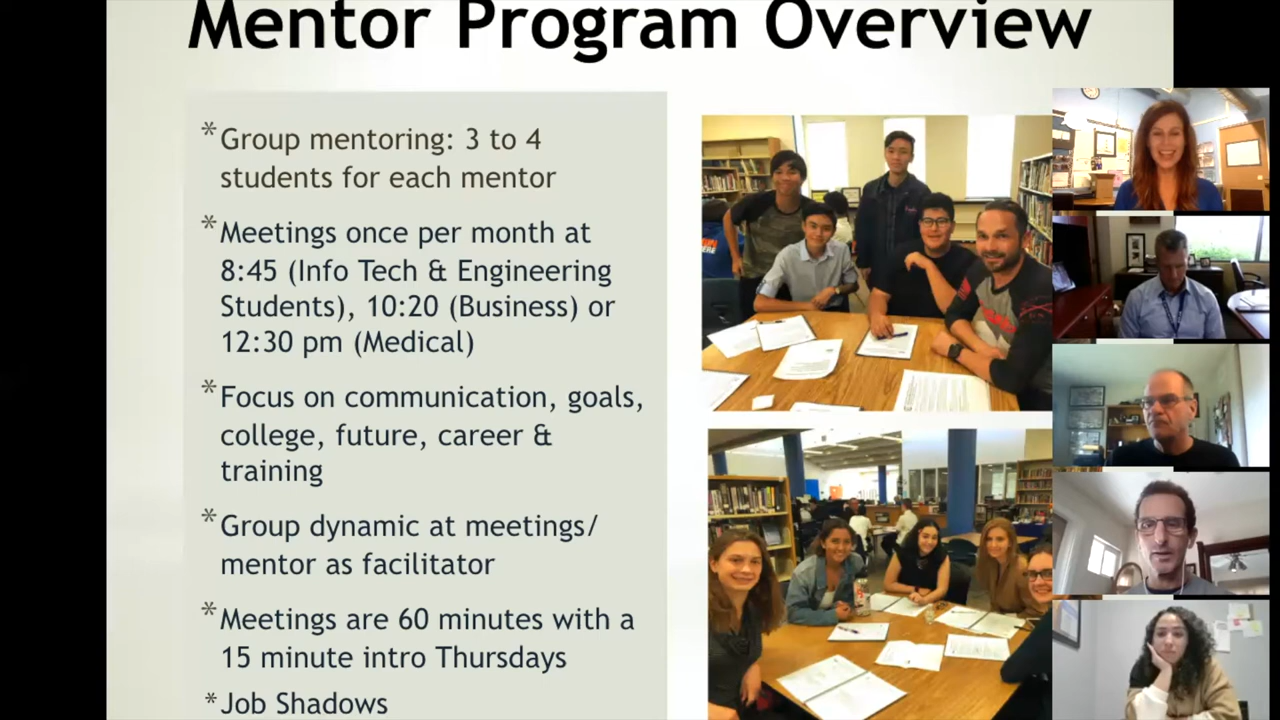 Mentor Program Overview
* Group mentoring: 3 to 4
students for each mentor
* Meetings once per month at
8:45 (Info Tech & Engineering
Students), 10:20 (Business) or
12:30 pm (Medical)
* Focus on communication, goals,
college, future, career &
training
* Group dynamic at meetings/
mentor as facilitator
* Meetings are 60 minutes with a
15 minute intro Thursdays
* Job Shadows